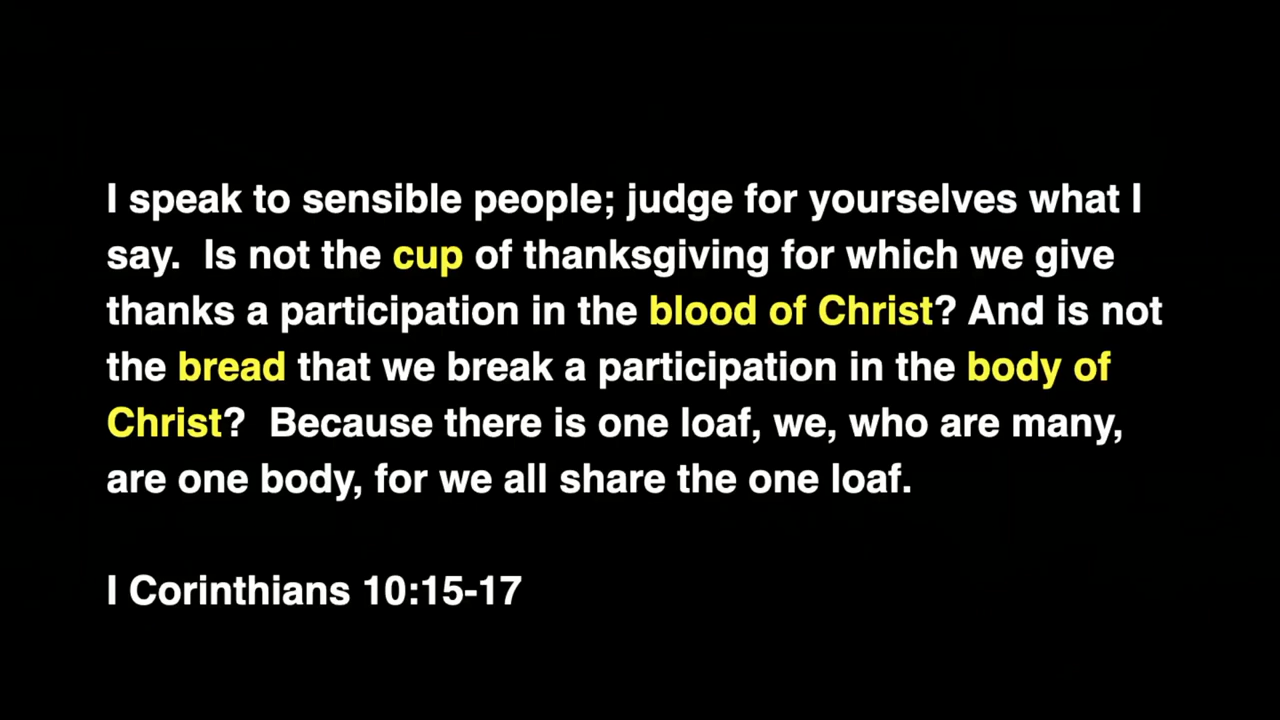 I speak to sensible people; judge for yourselves what I
say.  Is not the cup of thanksgiving for which we give
thanks a participation in the blood of Christ? And is not
the bread that we break a participation in the body of
Christ?  Because there is one loaf, we, who are many,
are one body, for we all share the one loaf.
I Corinthians 10:15-17